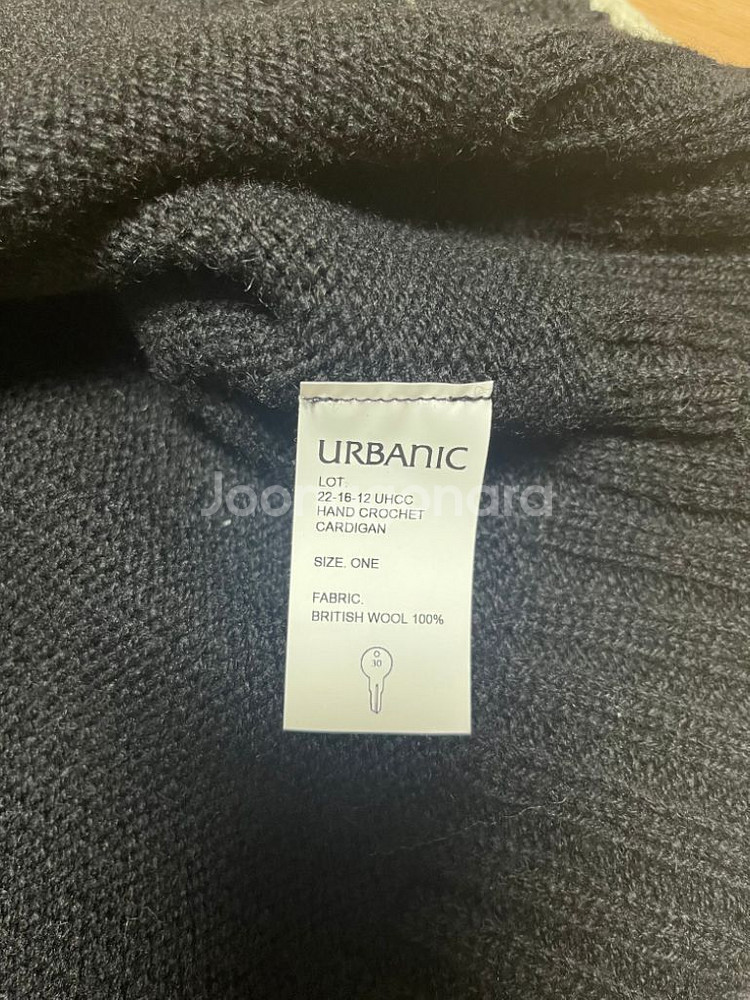 URBANIC
LOT:
22-16-12 UHCC
HAND CROCHET
CARDIGAN
SIZE. ONE
FABRIC.
BRITISH WOOL 100%
30